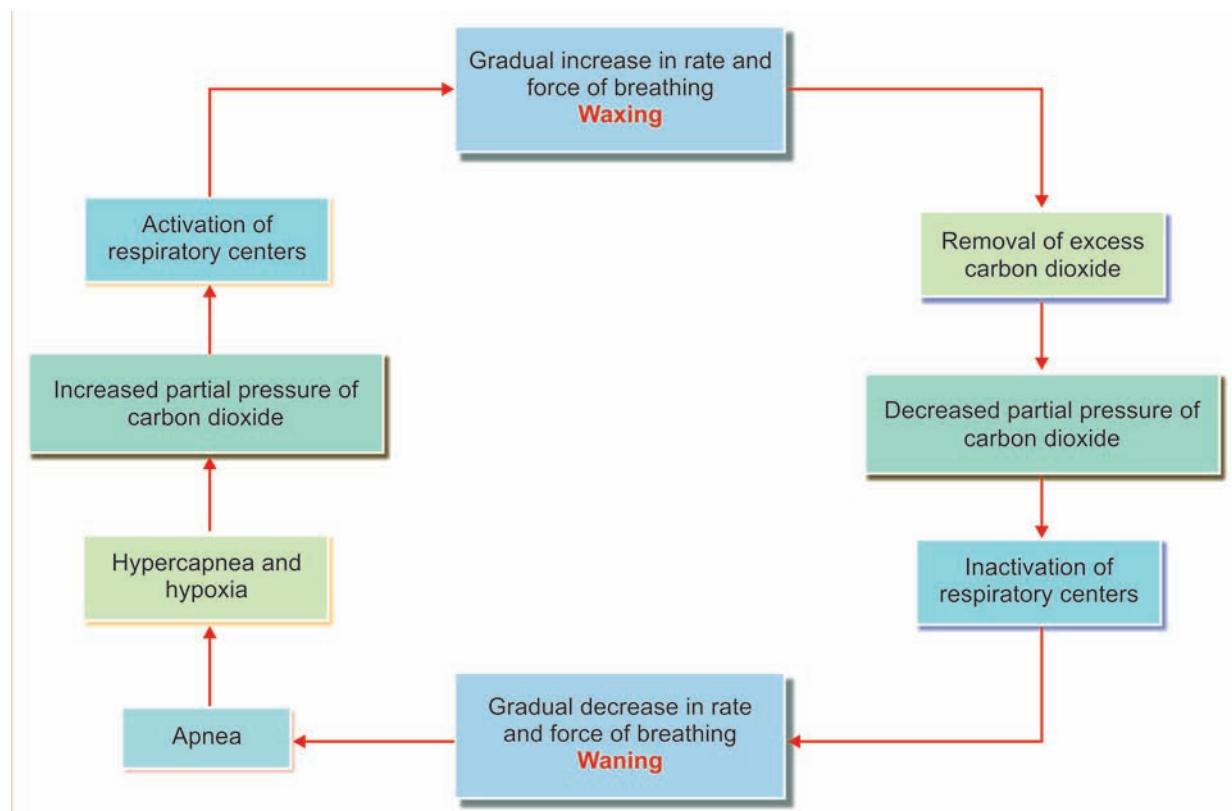 Gradual increase in rate and
force of breathing
Waxing
Activation of
respiratory centers
Removal of excess
carbon dioxide
Increased partial pressure of
carbon dioxide
Decreased partial pressure of
carbon dioxide
Hypercapnea and
hypoxia
Inactivation of
respiratory centers
Apnea
Gradual decrease in rate
and force of breathing
Waning